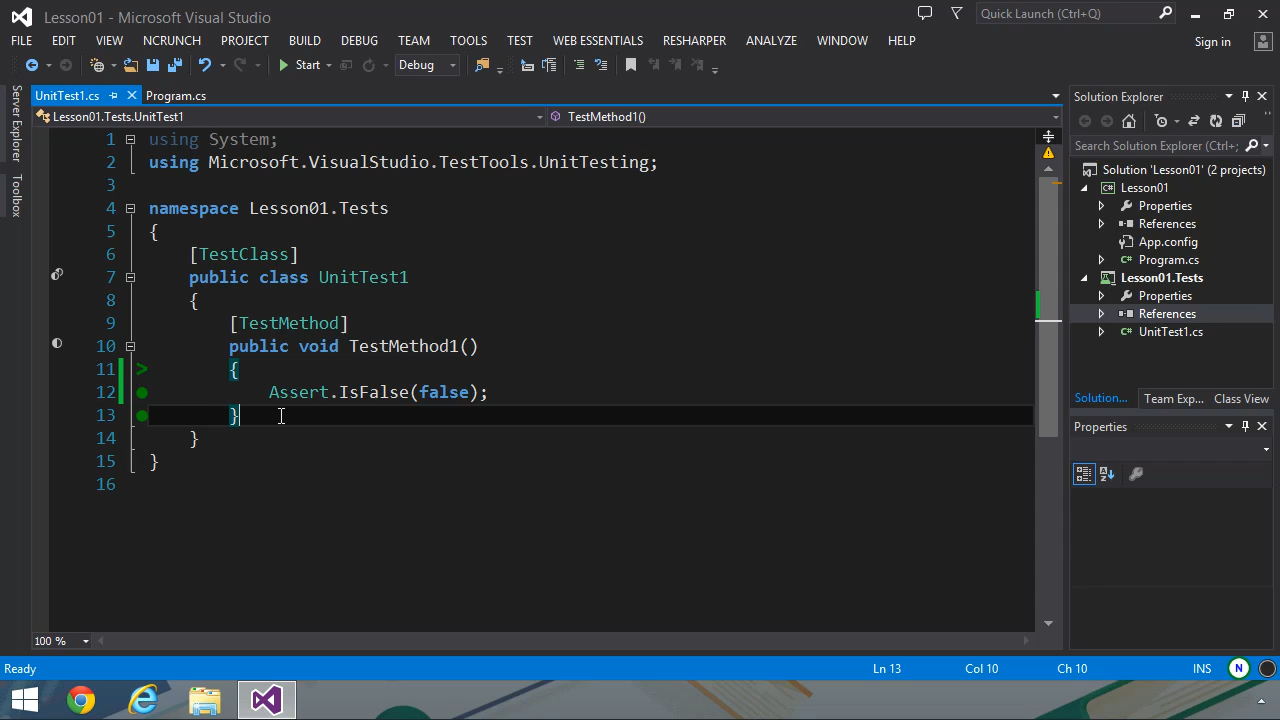 Lesson01 - Microsoft Visual Studio
Quick Launch (Ctrl+Q)
FILE EDIT VIEW NCRUNCH PROJECT BUILD DEBUG TEAM TOOLS TEST WEB ESSENTIALS RESHARPER ANALYZE WINDOW HELP
Sign in
Start Debug
Server Explorer
Toolbox
UnitTest1.cs Program.cs
Lesson01.Tests.UnitTest1 TestMethod1()
1 using System;
2 using Microsoft.VisualStudio.TestTools.UnitTesting;
3
4 namespace Lesson01.Tests
5 {
6 [TestClass]
7 public class UnitTest1
8 {
9 [TestMethod]
10 public void TestMethod1()
11 {
12 Assert.IsFalse(false);
13 }
14 }
15 }
16
100 %
Solution Explorer
Search Solution Explorer (Ctrl+;
Solution 'Lesson01' (2 projects)
Lesson01
Properties
References
App.config
Program.cs
Lesson01.Tests
Properties
References
UnitTest1.cs
Solution... Team Exp... Class View
Properties
Ready Ln 13 Col 10 Ch 10 INS N